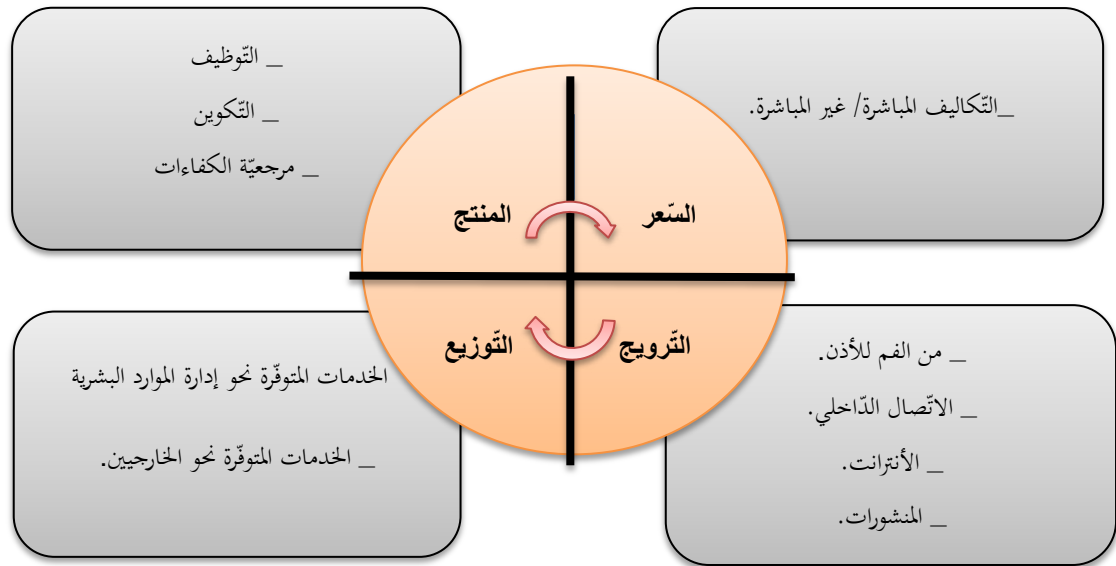 _التّكاليف المباشرة/ غير المباشرة.
_ التّوظيف
_ التّكوين
_ مرجعيّة الكفاءات
السّعر
المنتج
التّرويج
التّوزيع
_ من الفم للأذن.
_ الاتّصال الدّاخلي.
_ الأنترانت.
_ المنشورات.
الخدمات المتوفّرة نحو إدارة الموارد البشرية
_ الخدمات المتوفّرة نحو الخارجيين.